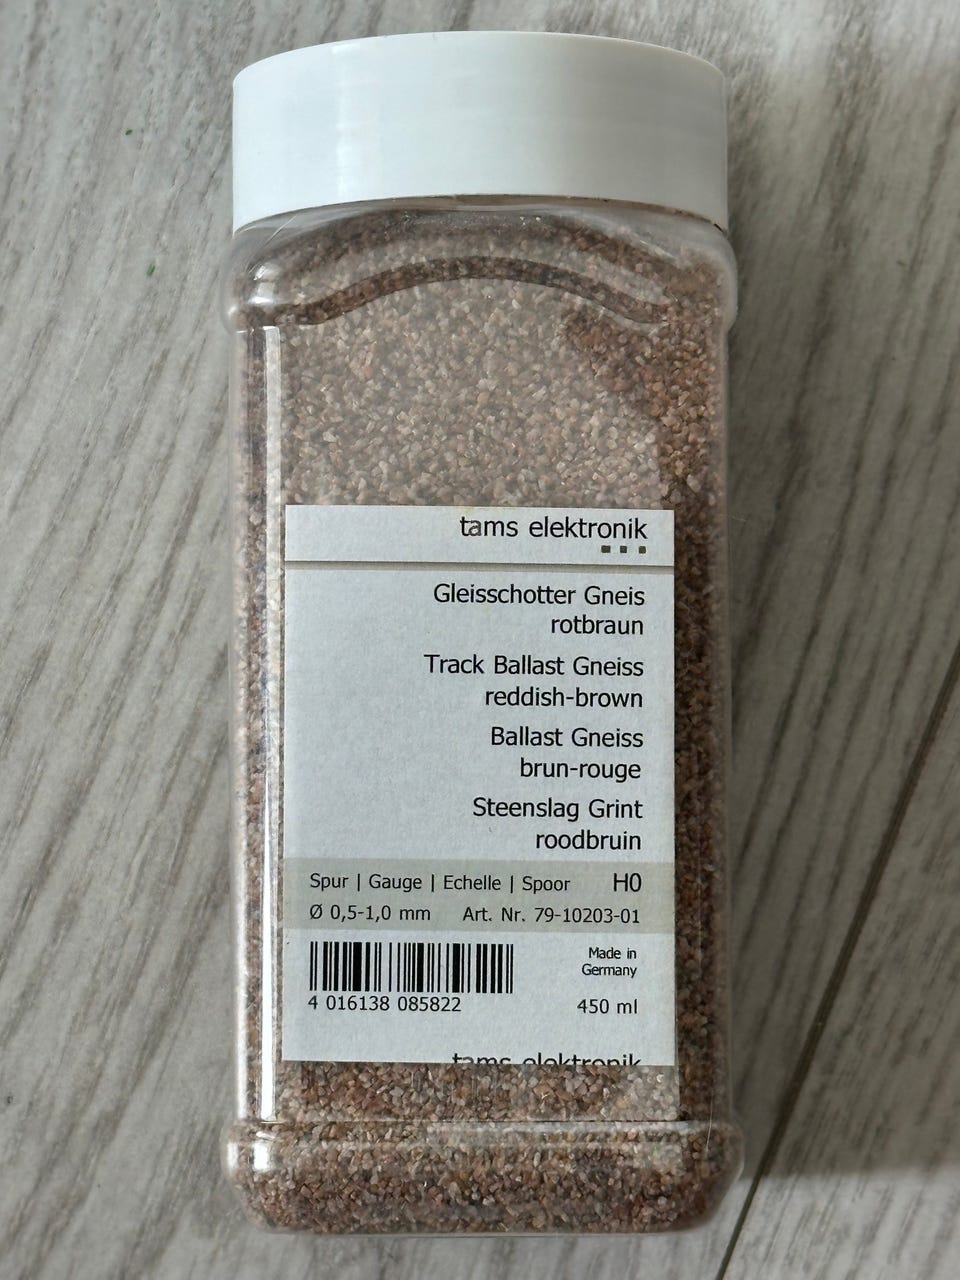 tams elektronik
Gleisschotter Gneis
rotbraun
Track Ballast Gneiss
reddish-brown
Ballast Gneiss
brun-rouge
Steenslag Grint
roodbruin
Spur | Gauge | Echelle | Spoor H0
Ø 0,5-1,0 mm Art. Nr. 79-10203-01
Made in
Germany
4 016138 085822
450 ml
tams elektronik